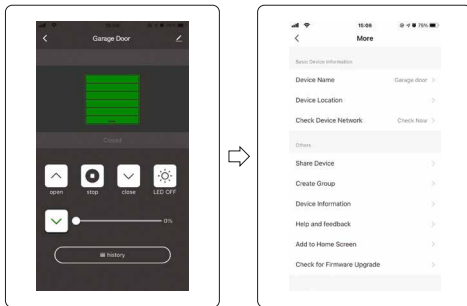 Garage Door
Closed
open
stop
close
LED OFF
0%
history
15:06
75%
More
Basic Device Information
Device Name
Garage door
Device Location
Check Device Network
Check Now
Others
Share Device
Create Group
Device Information
Help and feedback
Add to Home Screen
Check for Firmware Upgrade